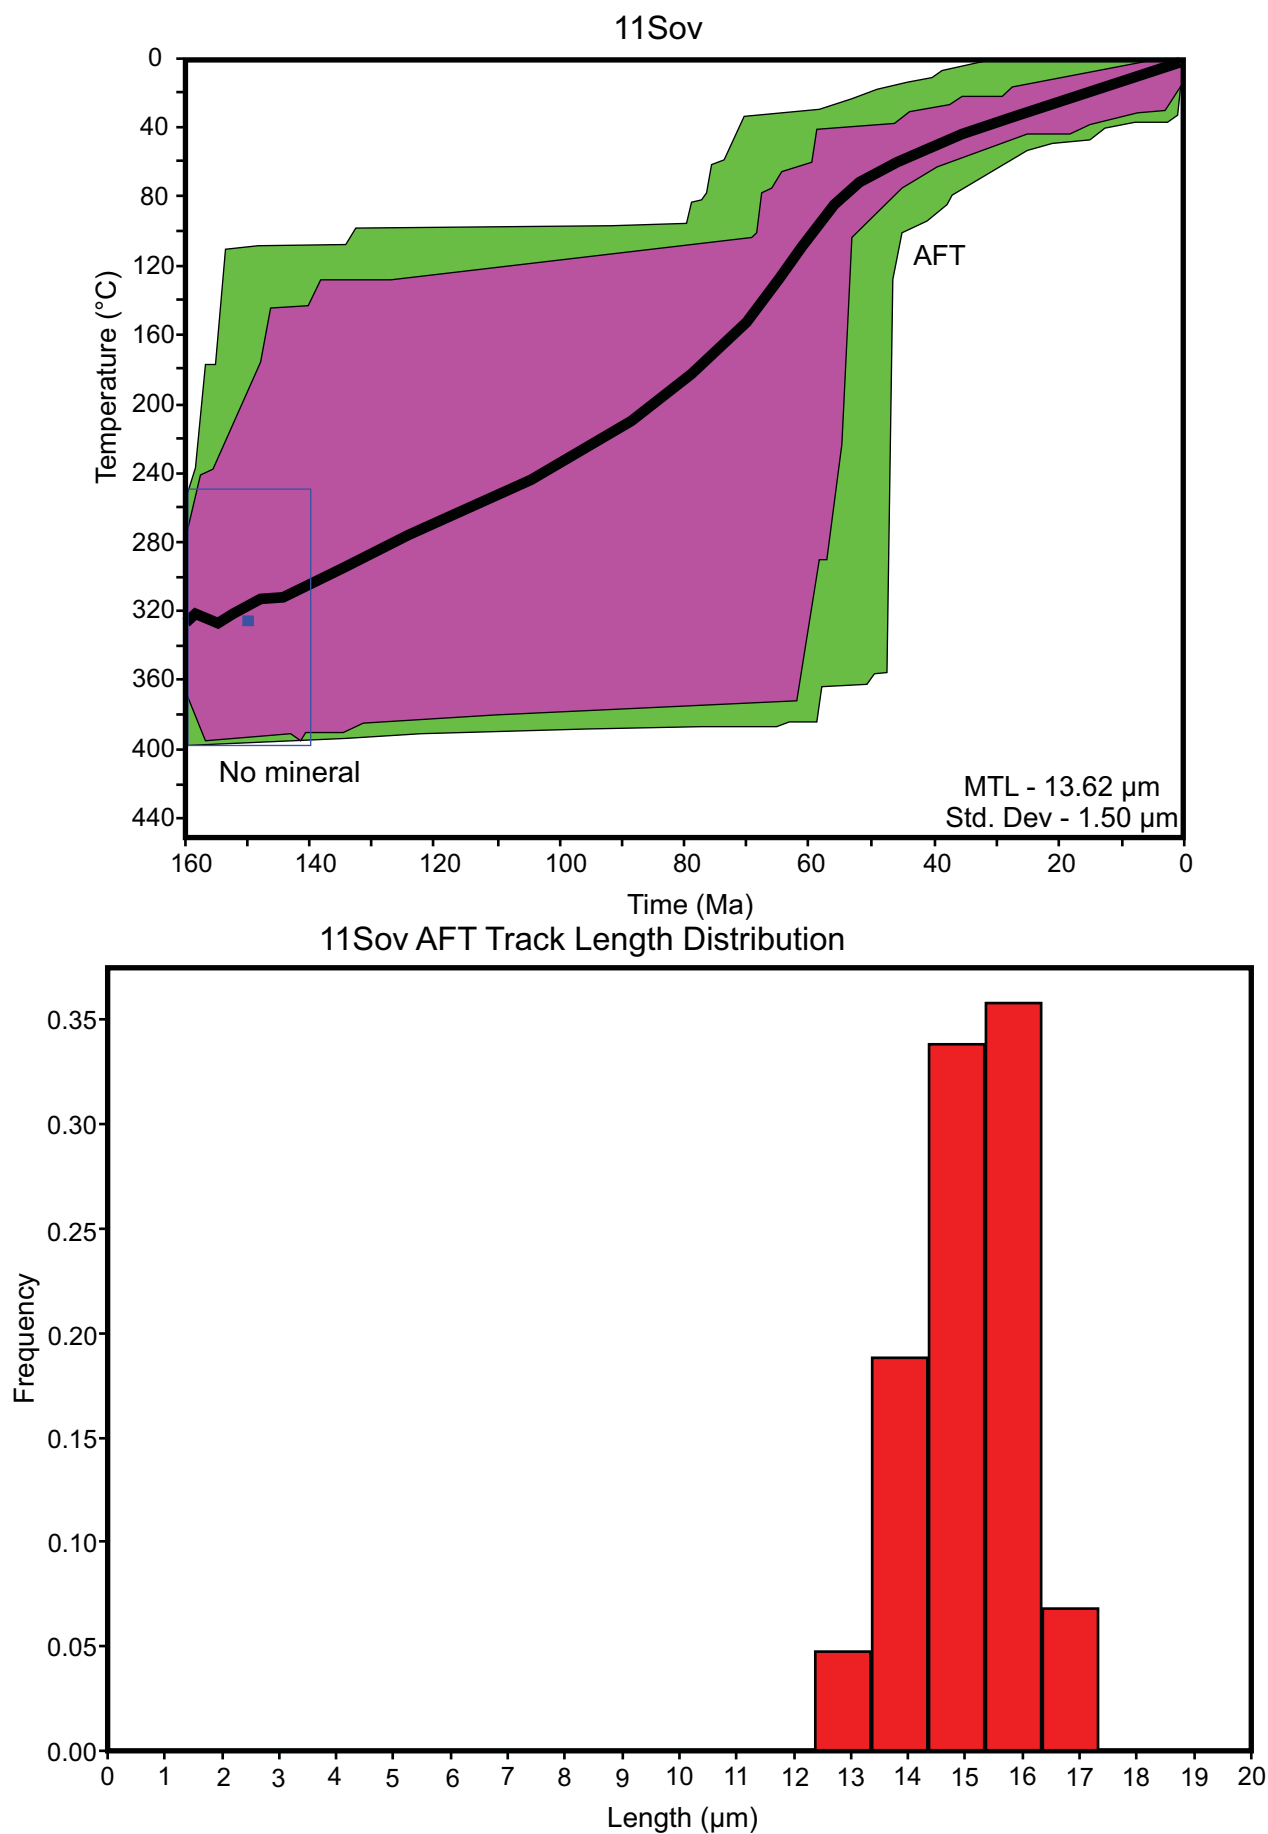 11Sov
0
40
80
120
160
200
240
280
320
360
400
440
Temperature (°C)
AFT
No mineral
MTL - 13.62 µm
Std. Dev - 1.50 µm
160 140 120 100 80 60 40 20 0
Time (Ma)
11Sov AFT Track Length Distribution
0.35
0.30
0.25
0.20
0.15
0.10
0.05
0.00
Frequency
0 1 2 3 4 5 6 7 8 9 10 11 12 13 14 15 16 17 18 19 20
Length (µm)